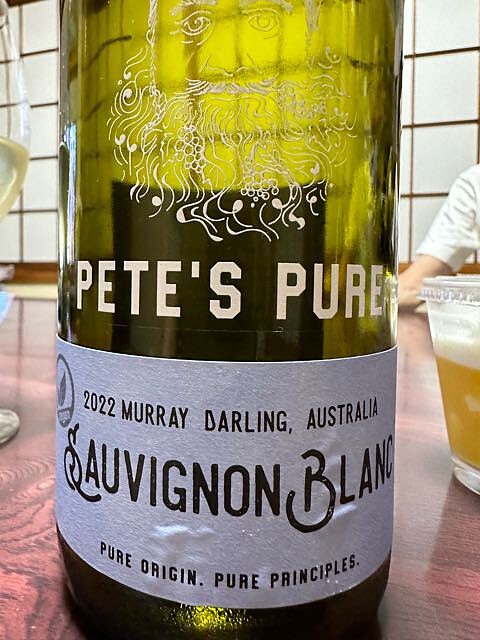 PETE'S PURE
2022 MURRAY DARLING, AUSTRALIA
SAUVIGNON BLANC
PURE ORIGIN. PURE PRINCIPLES.